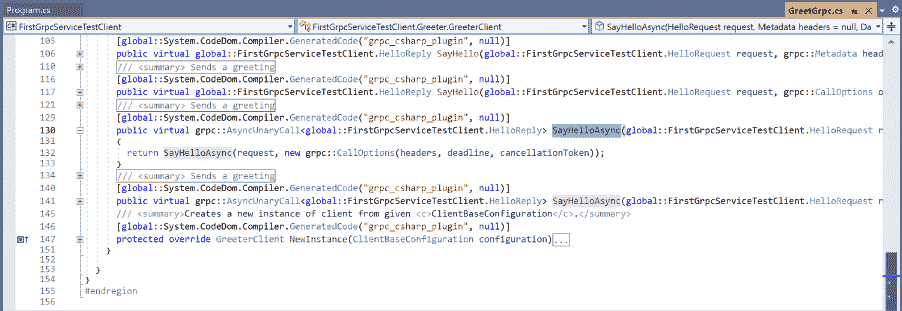 Program.cs GreetGrpc.cs
FirstGrpcServiceTestClient FirstGrpcServiceTestClient.Greeter.GreeterClient SayHelloAsync(HelloRequest request, Metadata headers = null, Da
105 [global::System.CodeDom.Compiler.GeneratedCode("grpc_csharp_plugin", null)]
106 public virtual global::FirstGrpcServiceTestClient.HelloReply SayHello(global::FirstGrpcServiceTestClient.HelloRequest request, grpc::Metadata head
110 /// <summary> Sends a greeting
116 [global::System.CodeDom.Compiler.GeneratedCode("grpc_csharp_plugin", null)]
117 public virtual global::FirstGrpcServiceTestClient.HelloReply SayHello(global::FirstGrpcServiceTestClient.HelloRequest request, grpc::CallOptions o
121 /// <summary> Sends a greeting
129 [global::System.CodeDom.Compiler.GeneratedCode("grpc_csharp_plugin", null)]
130 public virtual grpc::AsyncUnaryCall<global::FirstGrpcServiceTestClient.HelloReply> SayHelloAsync(global::FirstGrpcServiceTestClient.HelloRequest r
131 {
132 return SayHelloAsync(request, new grpc::CallOptions(headers, deadline, cancellationToken));
133 }
134 /// <summary> Sends a greeting
140 [global::System.CodeDom.Compiler.GeneratedCode("grpc_csharp_plugin", null)]
141 public virtual grpc::AsyncUnaryCall<global::FirstGrpcServiceTestClient.HelloReply> SayHelloAsync(global::FirstGrpcServiceTestClient.HelloRequest r
145 /// <summary>Creates a new instance of client from given <c>ClientBaseConfiguration</c>.</summary>
146 [global::System.CodeDom.Compiler.GeneratedCode("grpc_csharp_plugin", null)]
147 protected override GreeterClient NewInstance(ClientBaseConfiguration configuration)...
151 }
152
153 }
154 }
155 #endregion
156